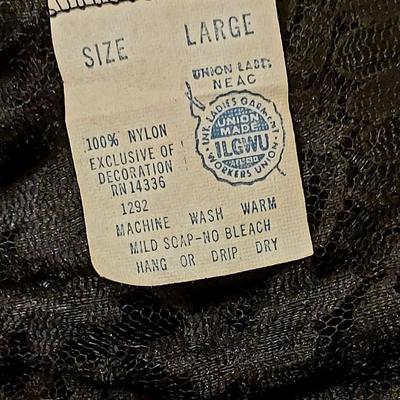 SIZE LARGE
UNION LABEL
NEAC
INT. LADIES GARMENT
UNION
MADE
ILGWU
AFL-CIO
WORKERS UNION
100% NYLON
EXCLUSIVE OF
DECORATION
RN14336
1292
MACHINE WASH WARM
MILD SOAP-NO BLEACH
HANG OR DRIP DRY